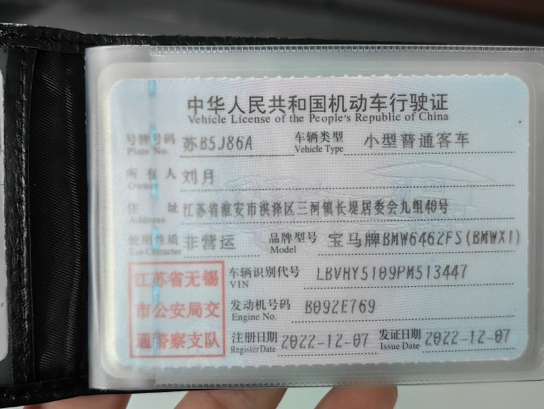 中华人民共和国机动车行驶证
Vehicle License of the People's Republic of China
号牌号码 Plate No. 苏B5J86A 车辆类型 Vehicle Type 小型普通客车
所有人 Owner 刘月
住址 Address 江苏省淮安市洪泽区三河镇长堤居委会九组49号
使用性质 Use Character 非营运 品牌型号 Model 宝马牌BMW6462FS(BMWX1)
车辆识别代号 VIN LBVHY5109PM513447
发动机号码 Engine No. B092E769
注册日期 Register Date 2022-12-07 发证日期 Issue Date 2022-12-07
江苏省无锡
市公安局交
通警察支队